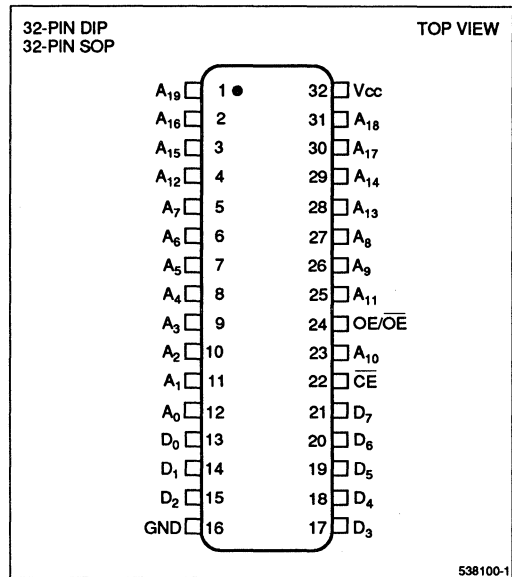 32-PIN DIP TOP VIEW
32-PIN SOP
A19 1 32 Vcc
A16 2 31 A18
A15 3 30 A17
A12 4 29 A14
A7 5 28 A13
A6 6 27 A8
A5 7 26 A9
A4 8 25 A11
A3 9 24 OE/O̅E̅
A2 10 23 A10
A1 11 22 C̅E̅
A0 12 21 D7
D0 13 20 D6
D1 14 19 D5
D2 15 18 D4
GND 16 17 D3
538100-1